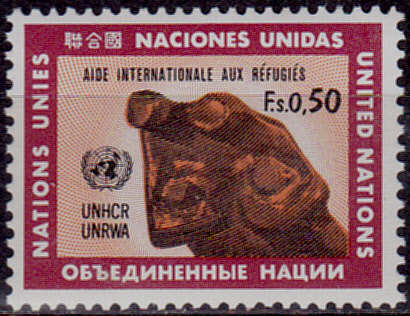 聯合國 NACIONES UNIDAS
NATIONS UNIES
UNITED NATIONS
AIDE INTERNATIONALE AUX RÉFUGIÉS
Fs.0,50
UNHCR
UNRWA
ОБЪЕДИНЕННЫЕ НАЦИИ